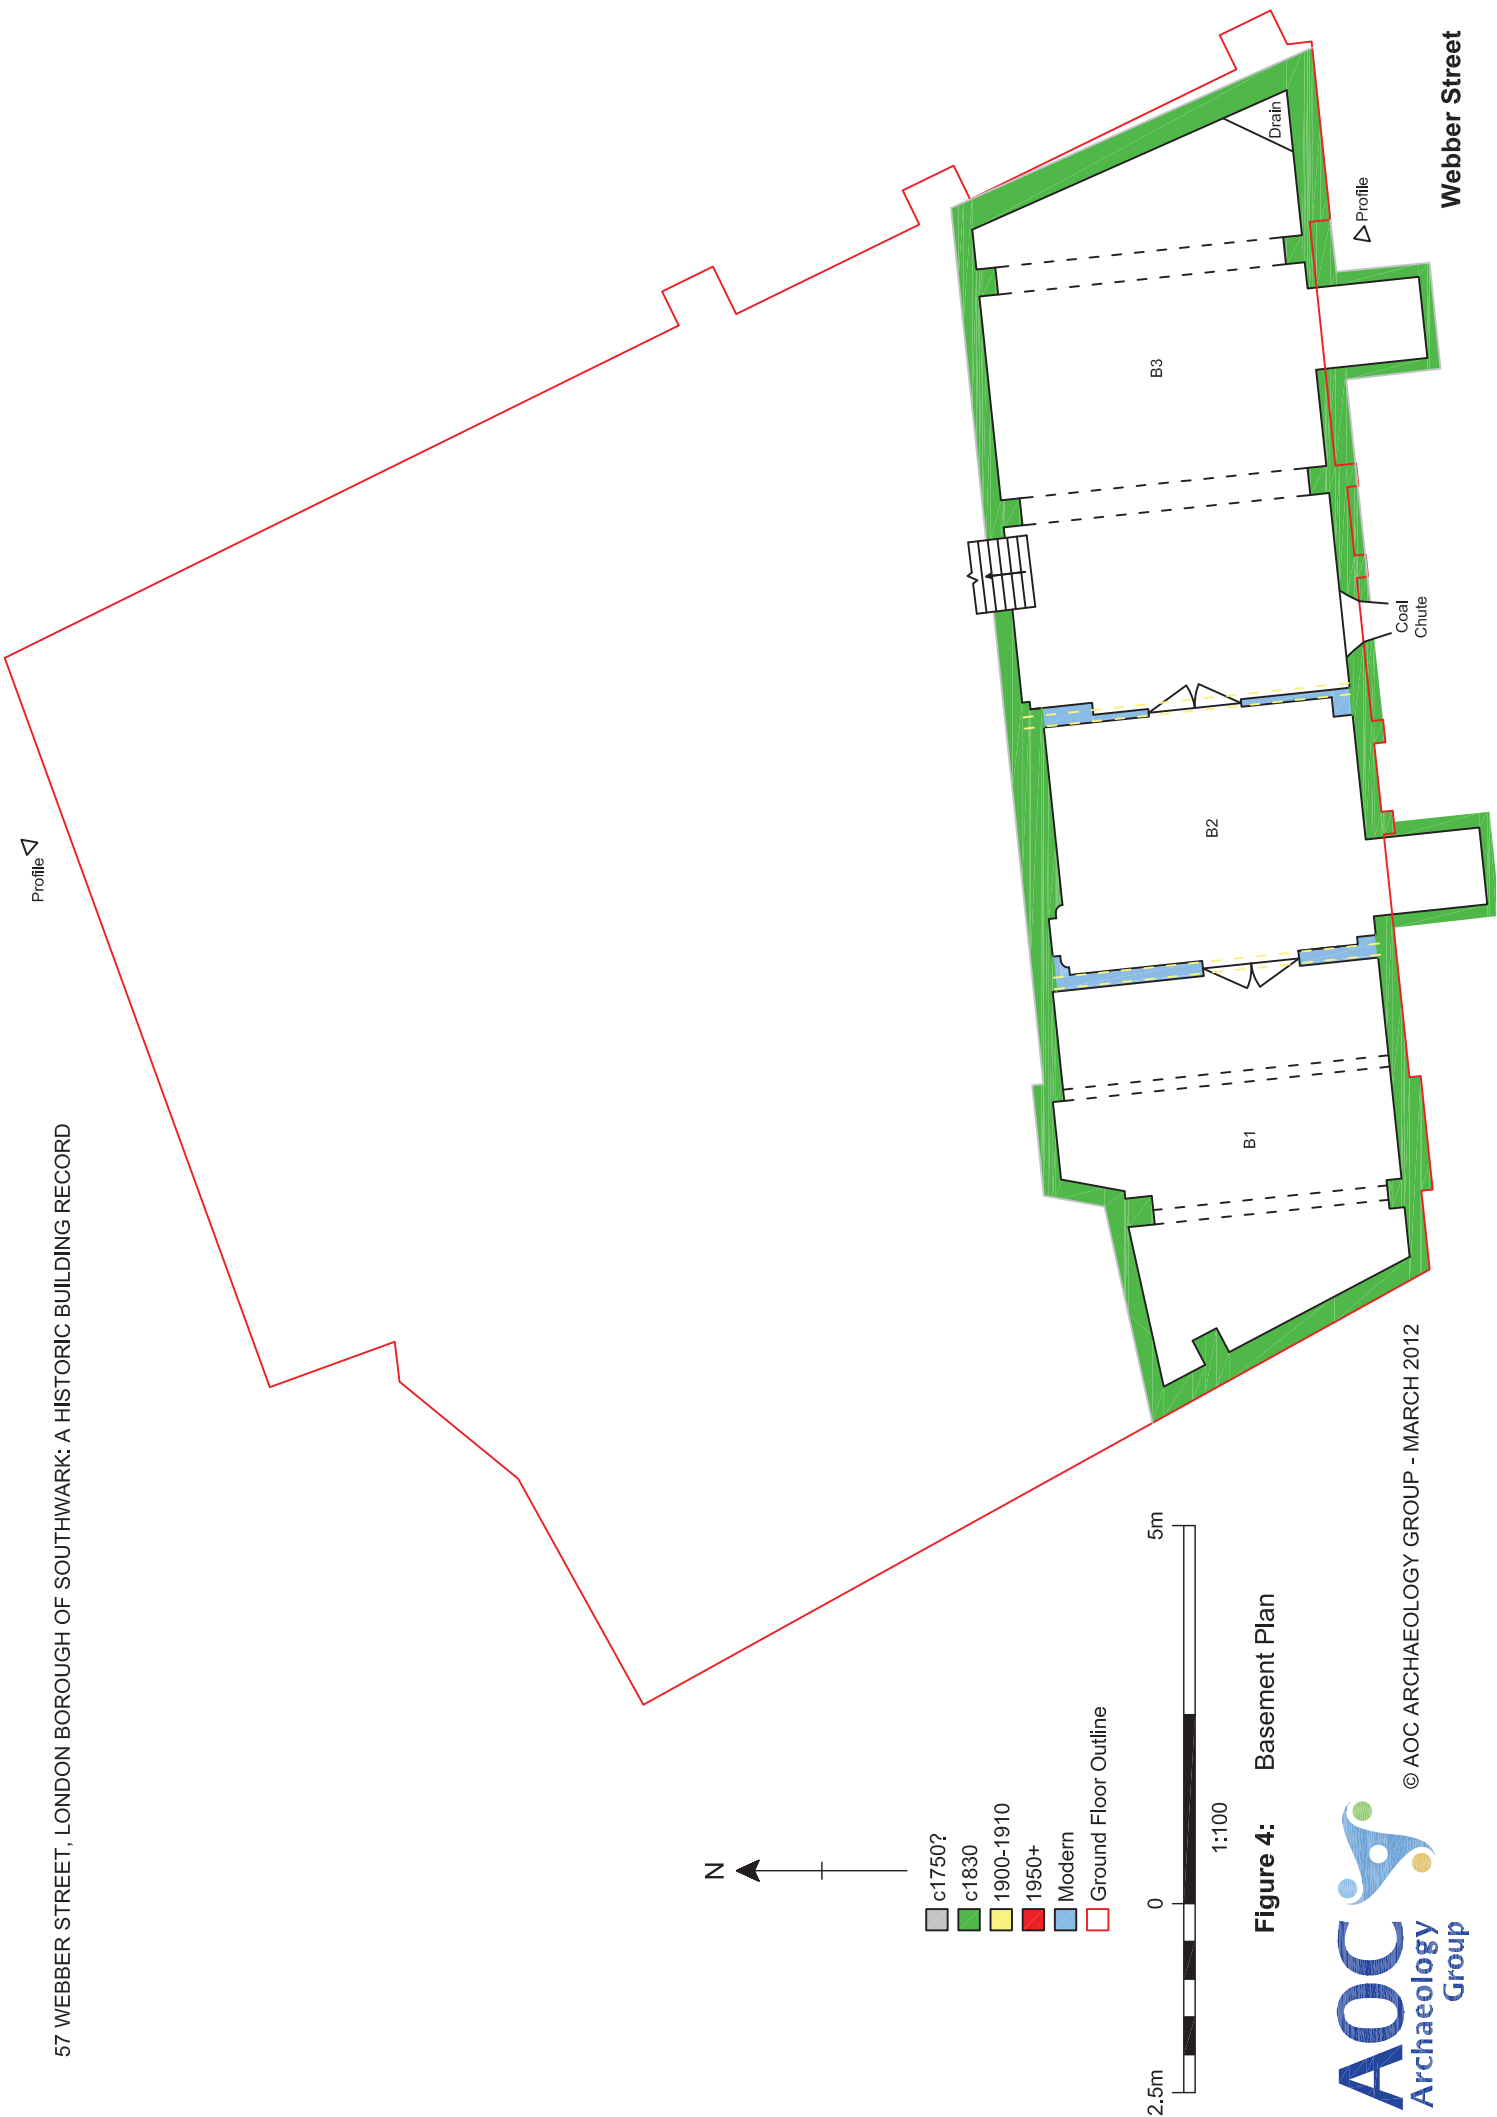 57 WEBBER STREET, LONDON BOROUGH OF SOUTHWARK: A HISTORIC BUILDING RECORD
Profile
B1
B2
B3
Drain
Profile
Coal
Chute
Webber Street
N
c1750?
c1830
1900-1910
1950+
Modern
Ground Floor Outline
2.5m
0
5m
1:100
Figure 4:
Basement Plan
AOC
Archaeology
Group
© AOC ARCHAEOLOGY GROUP - MARCH 2012